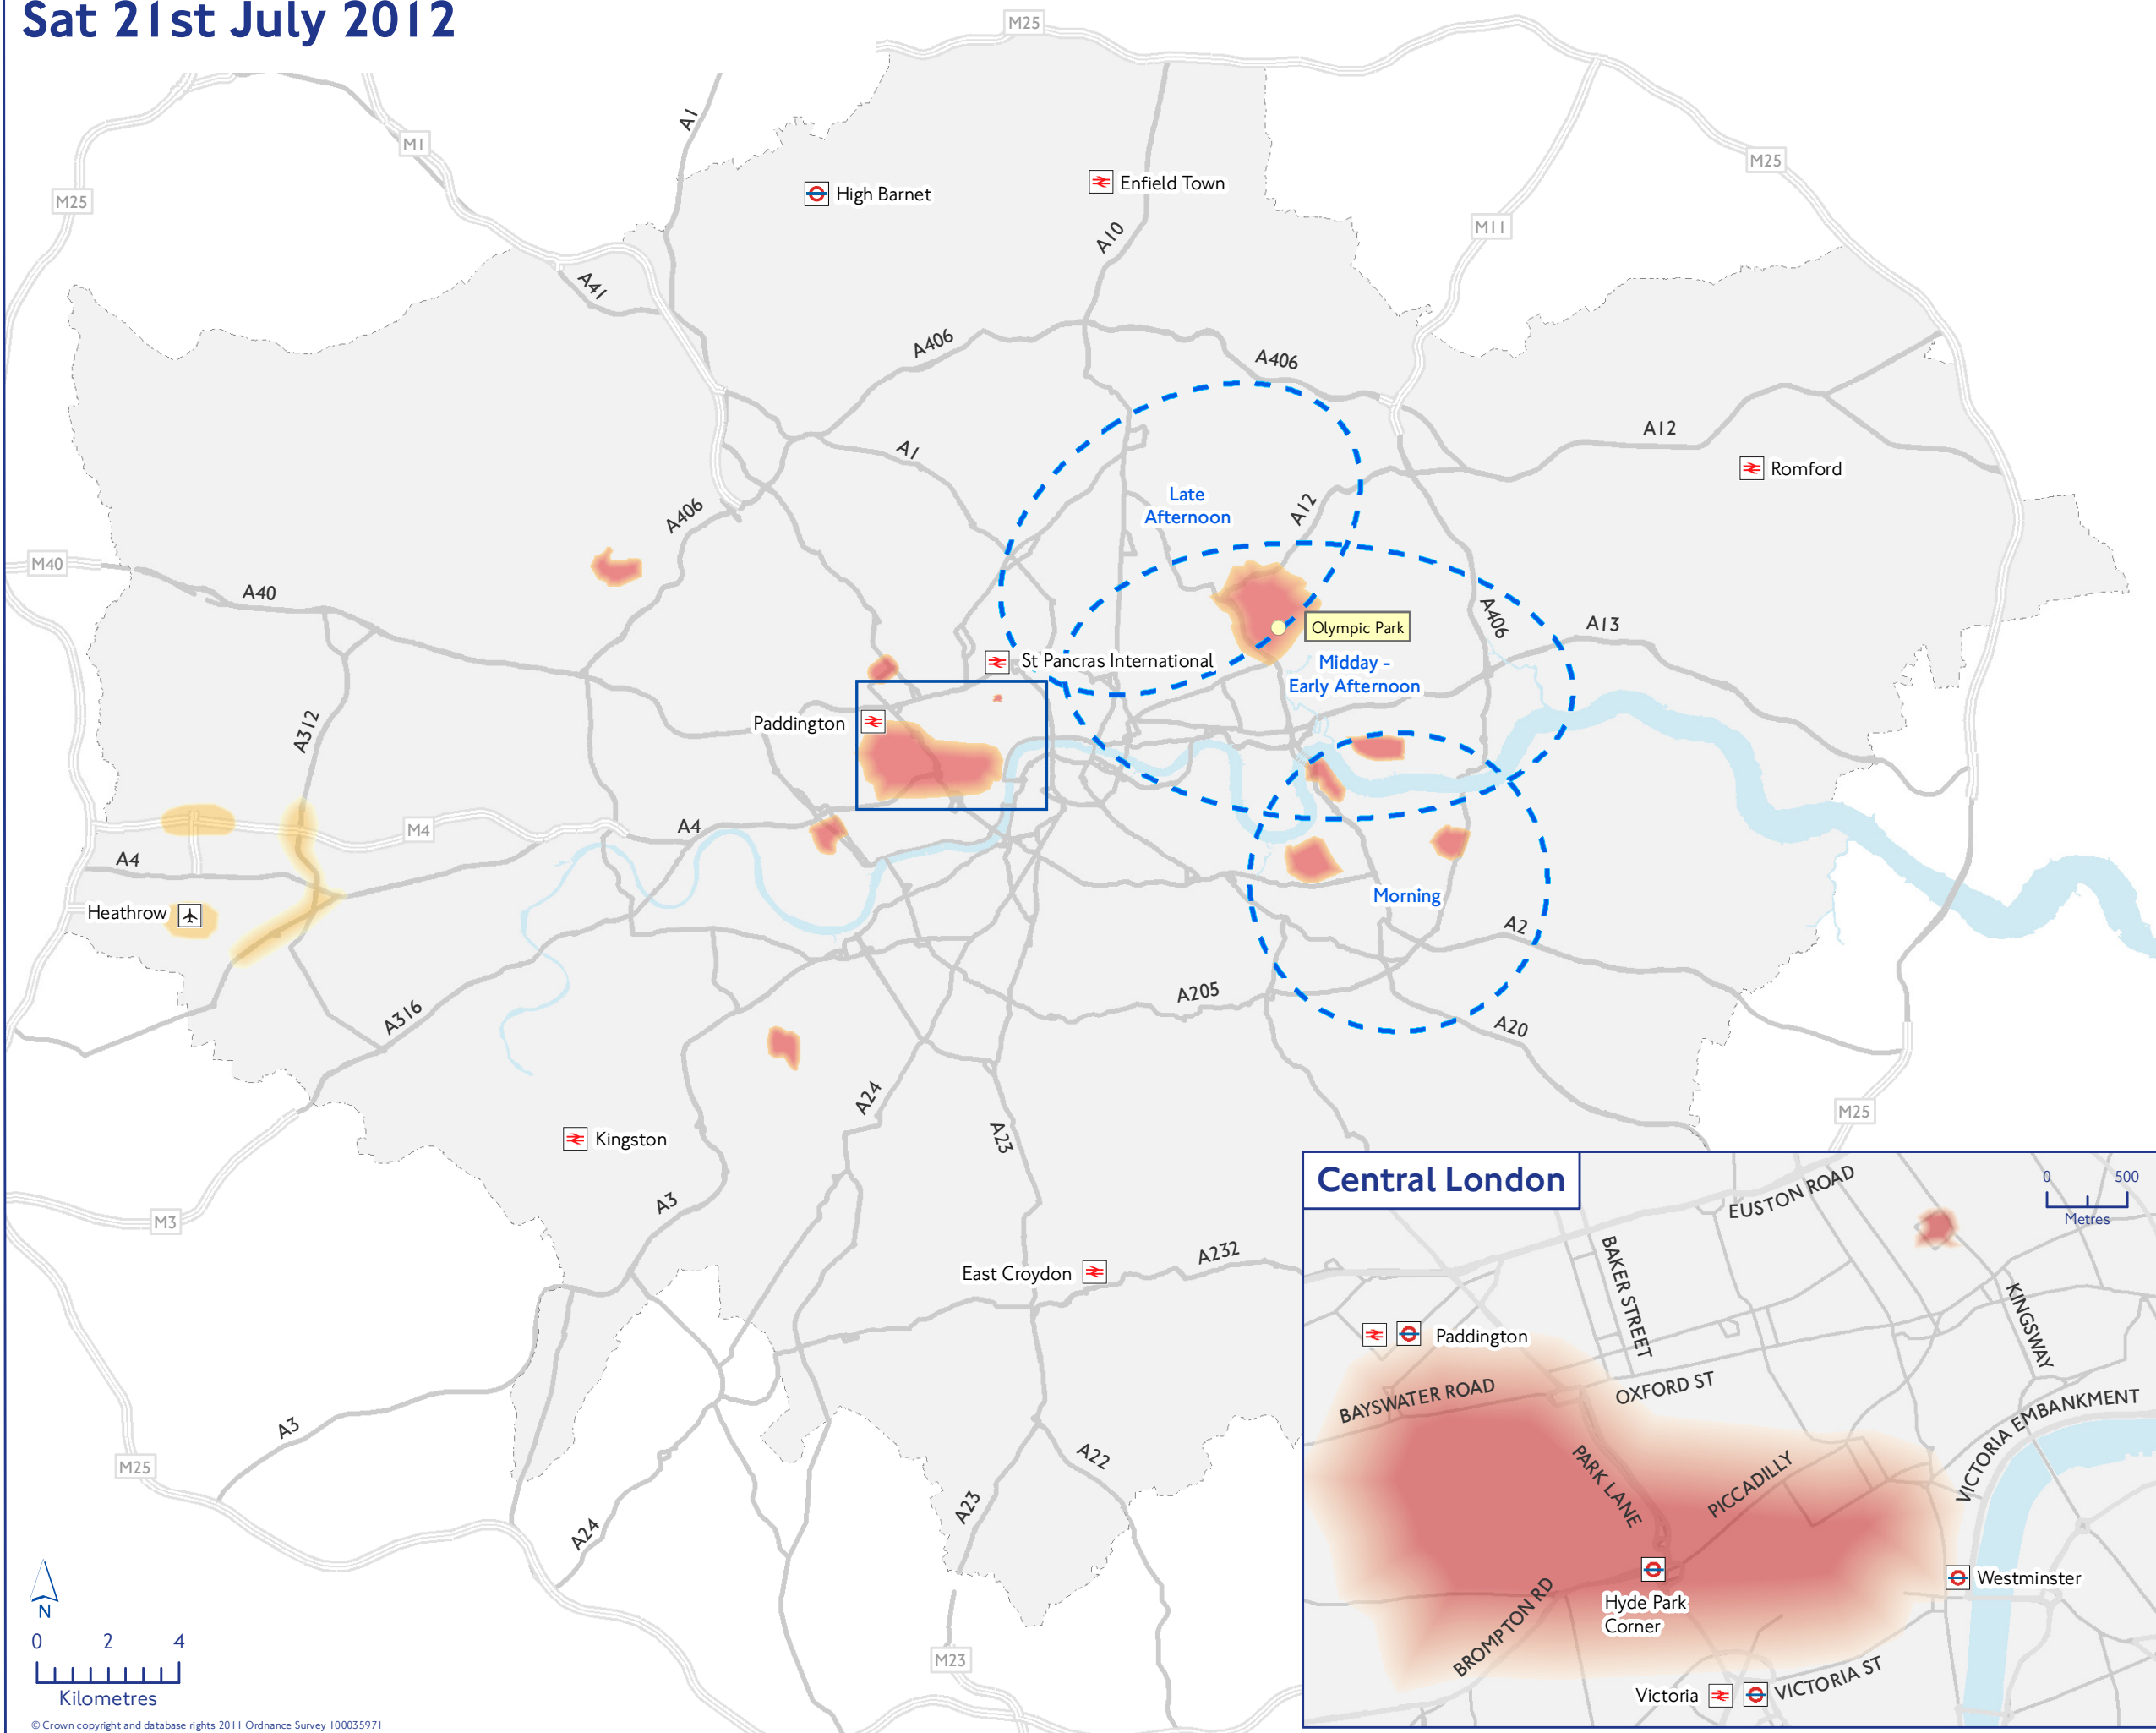 Sat 21st July 2012
M25
M1
A1
M25
M25
High Barnet
Enfield Town
M11
A10
A41
A406
A406
A12
A1
Romford
Late
Afternoon
A12
A406
M40
A40
A406
A13
Olympic Park
St Pancras International
Midday -
Early Afternoon
Paddington
A312
M4
A4
A4
Morning
Heathrow
A2
A316
A205
A20
A24
M25
A23
Kingston
A3
M3
East Croydon
A232
A3
A22
M25
A23
A24
M23
N
0 2 4
Kilometres
© Crown copyright and database rights 2011 Ordnance Survey 100035971
Central London
0 500
Metres
EUSTON ROAD
BAKER STREET
KINGSWAY
Paddington
BAYSWATER ROAD
OXFORD ST
VICTORIA EMBANKMENT
PARK LANE
PICCADILLY
Westminster
Hyde Park
Corner
BROMPTON RD
Victoria
VICTORIA ST